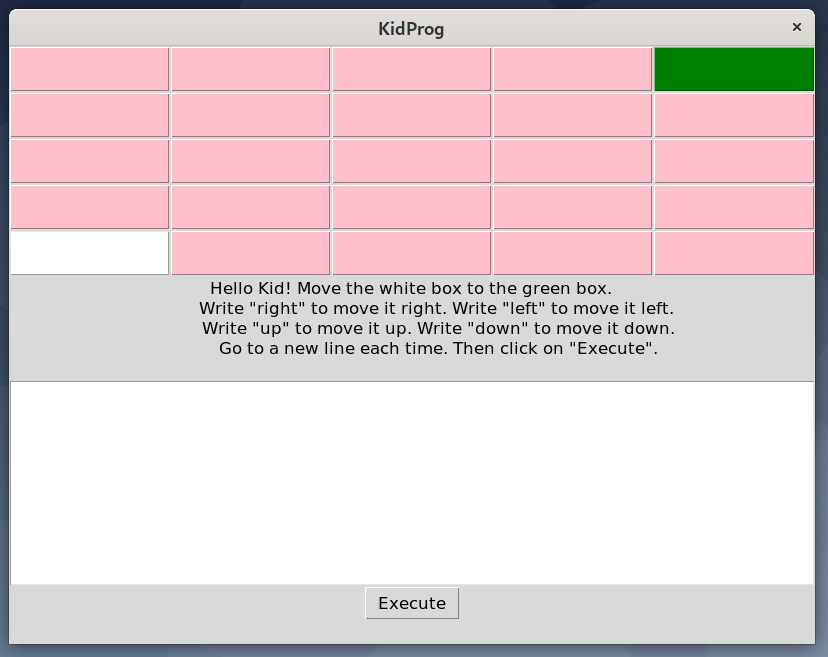 KidProg
×
Hello Kid! Move the white box to the green box.
Write "right" to move it right. Write "left" to move it left.
Write "up" to move it up. Write "down" to move it down.
Go to a new line each time. Then click on "Execute".
Execute